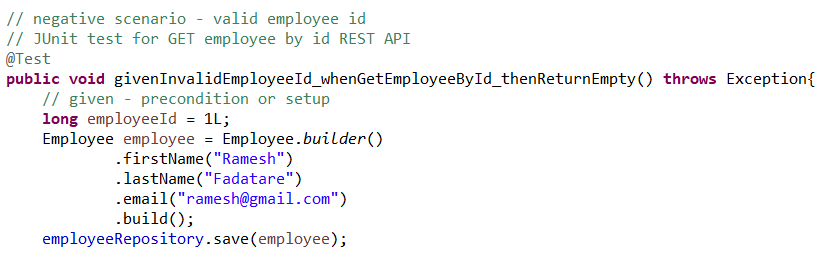 // negative scenario - valid employee id
// JUnit test for GET employee by id REST API
@Test
public void givenInvalidEmployeeId_whenGetEmployeeById_thenReturnEmpty() throws Exception{
    // given - precondition or setup
    long employeeId = 1L;
    Employee employee = Employee.builder()
            .firstName("Ramesh")
            .lastName("Fadatare")
            .email("ramesh@gmail.com")
            .build();
    employeeRepository.save(employee);